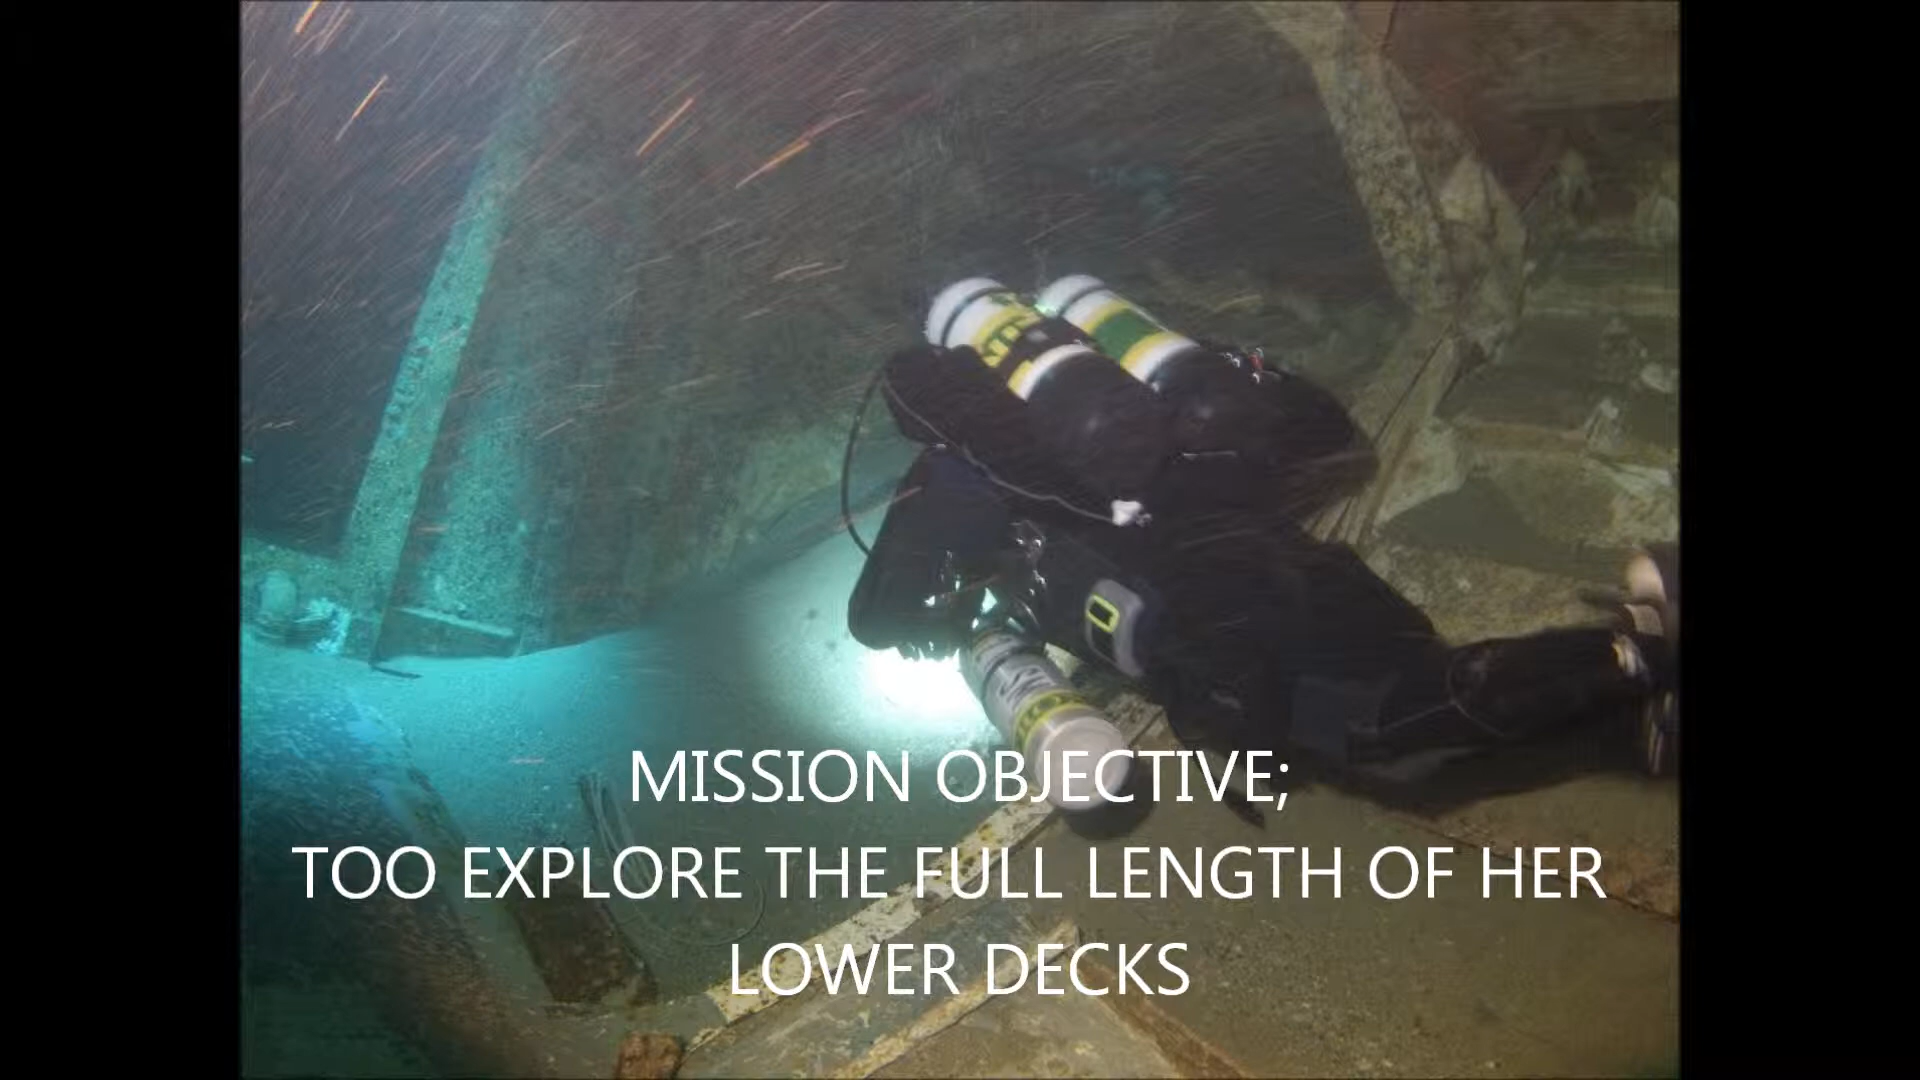 MISSION OBJECTIVE;
TOO EXPLORE THE FULL LENGTH OF HER
LOWER DECKS